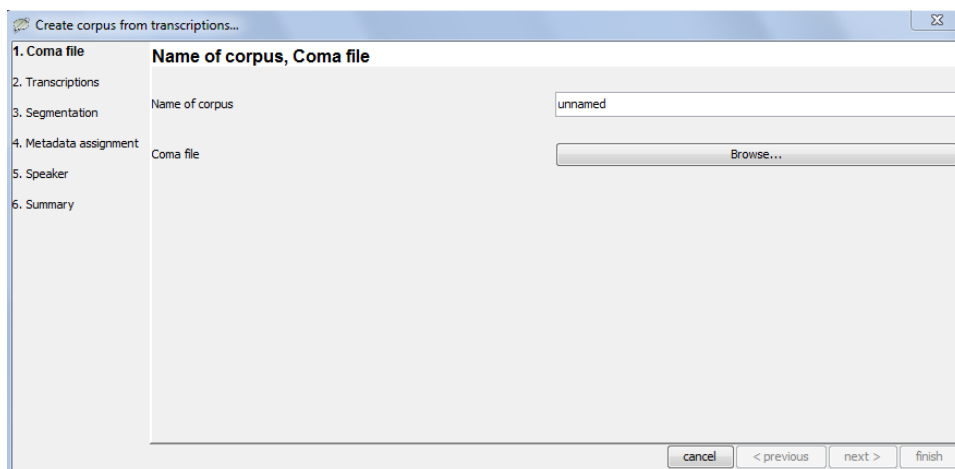 Create corpus from transcriptions...
1. Coma file
2. Transcriptions
3. Segmentation
4. Metadata assignment
5. Speaker
6. Summary
Name of corpus, Coma file
Name of corpus
unnamed
Coma file
Browse...
cancel
< previous
next >
finish